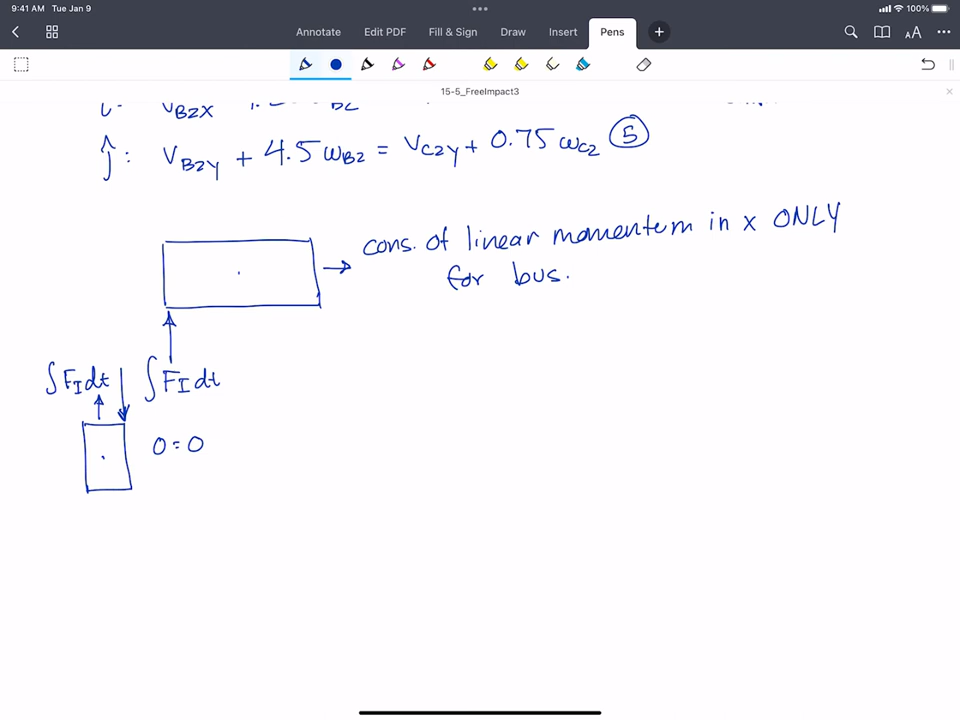 9:41 AM Tue Jan 9
100%
Annotate Edit PDF Fill & Sign Draw Insert Pens
15-5_FreeImpact3
ĵ: V_B2Y + 4.5 ω_B2 = V_C2Y + 0.75 ω_C2 ⑤
cons. of linear momentem in x ONLY
for bus.
∫F_I dt ∫F_I dt
0 = 0